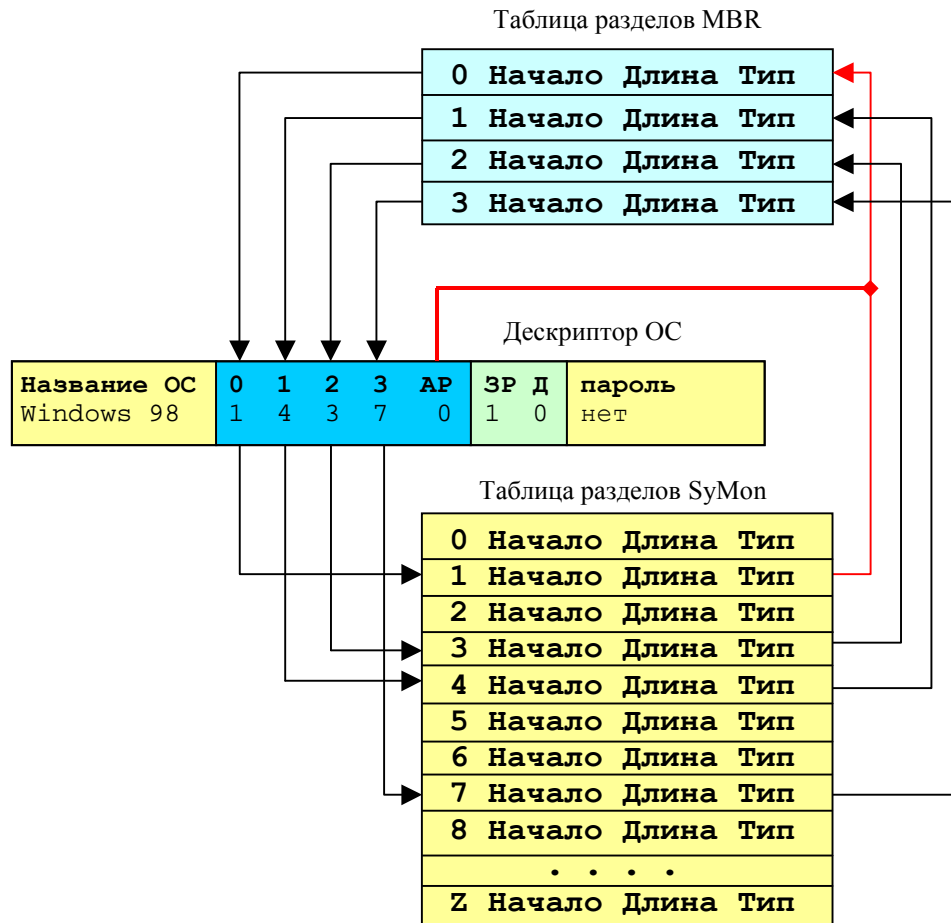 Таблица разделов MBR
0 Начало Длина Тип
1 Начало Длина Тип
2 Начало Длина Тип
3 Начало Длина Тип
Дескриптор ОС
Название ОС 0 1 2 3 АР ЗР Д пароль
Windows 98 1 4 3 7 0 1 0 нет
Таблица разделов SyMon
0 Начало Длина Тип
1 Начало Длина Тип
2 Начало Длина Тип
3 Начало Длина Тип
4 Начало Длина Тип
5 Начало Длина Тип
6 Начало Длина Тип
7 Начало Длина Тип
8 Начало Длина Тип
. . . .
Z Начало Длина Тип